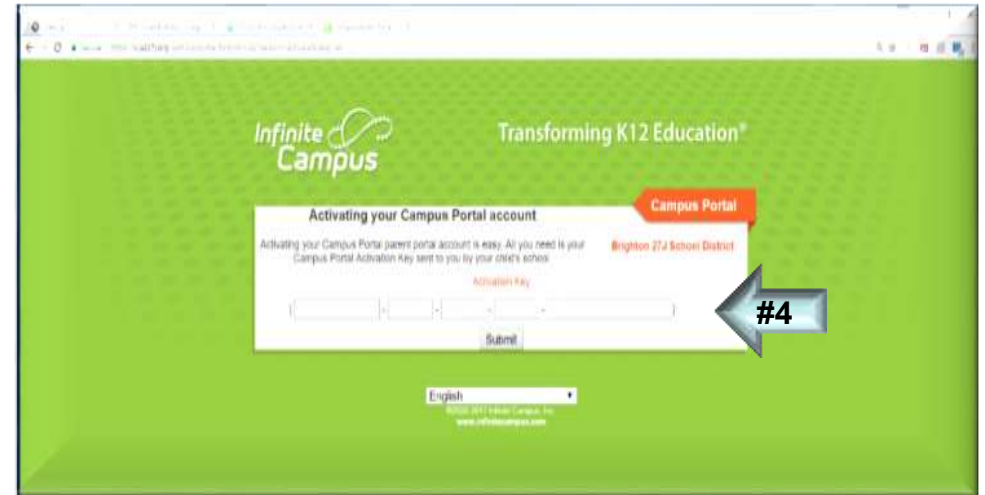 Infinite
Campus
Transforming K12 Education®
Campus Portal
Activating your Campus Portal account
Brighton 27J School District
Activating your Campus Portal parent portal account is easy. All you need is your
Campus Portal Activation Key sent to you by your child's school
Activation Key
( - - - - )
#4
Submit
English
www.infinitecampus.com